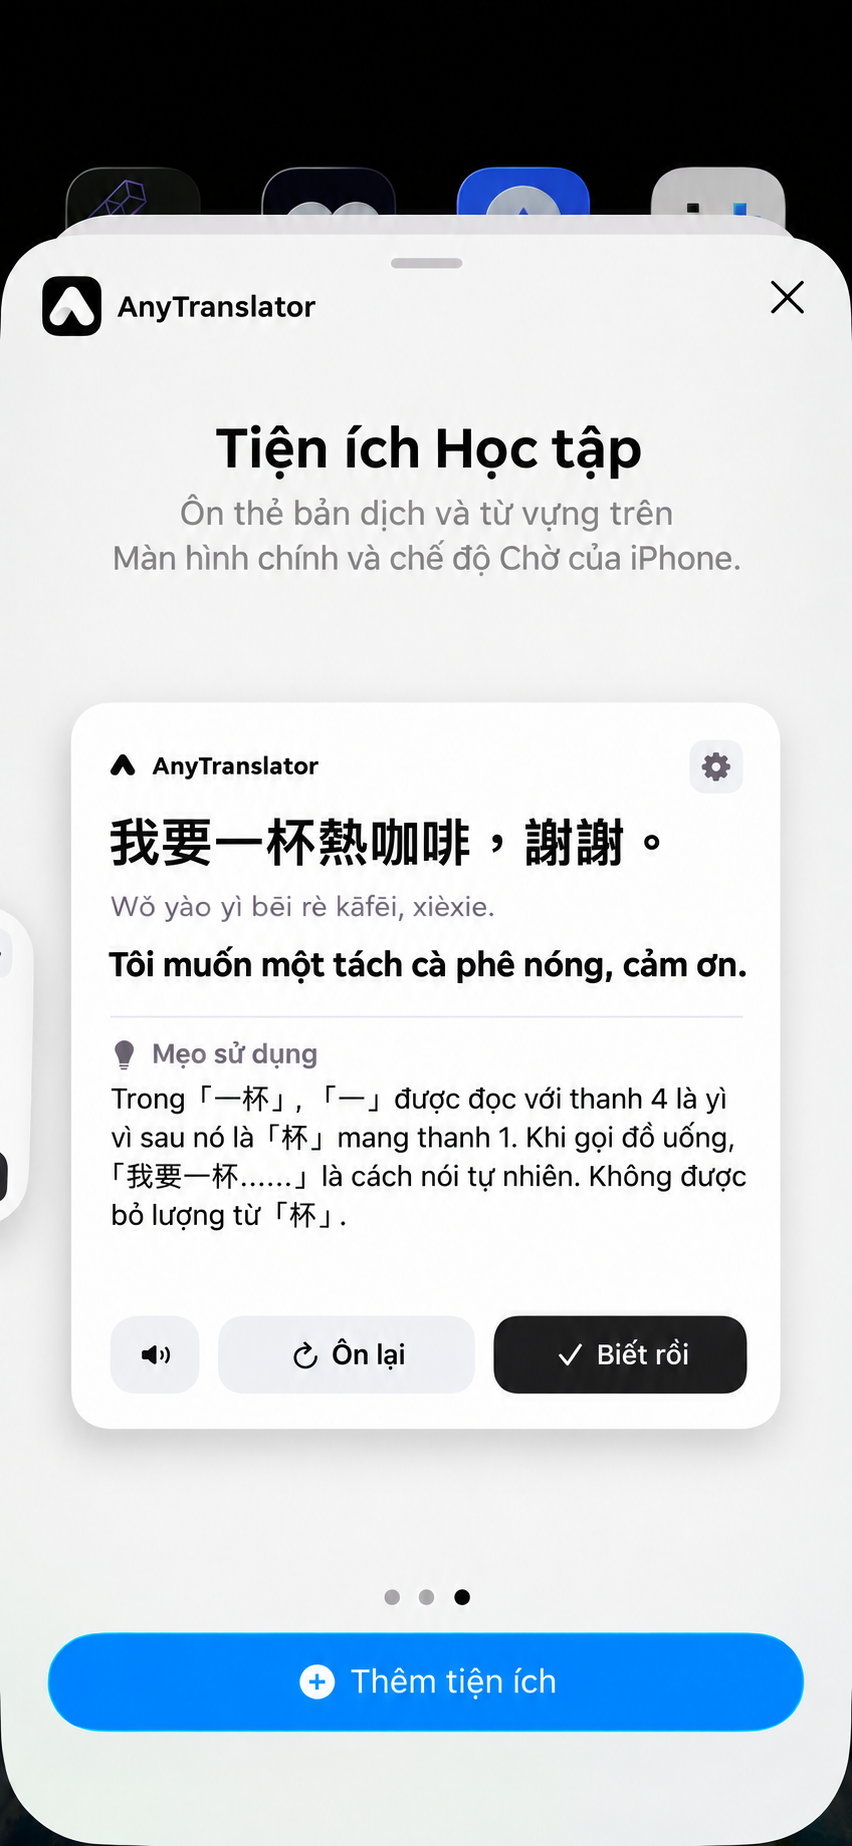 AnyTranslator
Tiện ích Học tập
Ôn thẻ bản dịch và từ vựng trên
Màn hình chính và chế độ Chờ của iPhone.
AnyTranslator
我要一杯熱咖啡，謝謝。
Wǒ yào yì bēi rè kāfēi, xièxie.
Tôi muốn một tách cà phê nóng, cảm ơn.
Mẹo sử dụng
Trong「一杯」, 「一」được đọc với thanh 4 là yì
vì sau nó là「杯」mang thanh 1. Khi gọi đồ uống,
「我要一杯……」là cách nói tự nhiên. Không được
bỏ lượng từ「杯」.
Ôn lại
Biết rồi
Thêm tiện ích